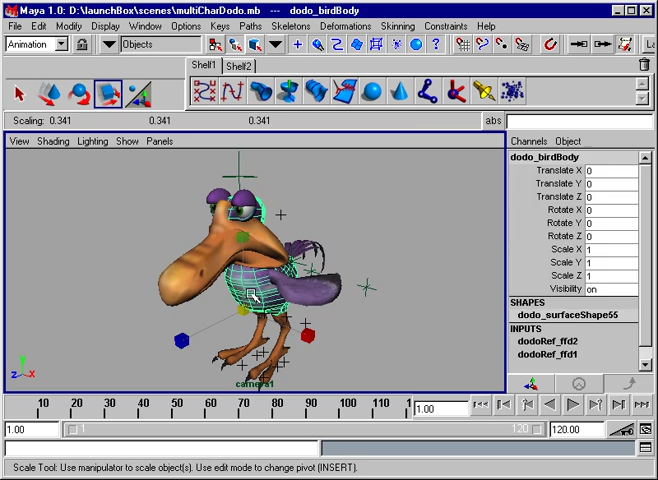 Maya 1.0: D:\launchBox\scenes\multiCharDodo.mb --- dodo_birdBody
File Edit Modify Create Display Window Options Keys Paths Skeletons Deformations Skinning Constraints Characters Help
Animation Objects
Shelf1 Shelf2
Scaling: 0.341 0.341 0.341 abs
View Shading Lighting Show Panels
Channels Object
dodo_birdBody
Translate X 0
Translate Y 0
Translate Z 0
Rotate X 0
Rotate Y 0
Rotate Z 0
Scale X 1
Scale Y 1
Scale Z 1
Visibility on
SHAPES
dodo_surfaceShape55
INPUTS
dodoRef_ffd2
dodoRef_ffd1
Y
Z X
camera1
10 20 30 40 50 60 70 80 90 100 110 1
1.00
1.00 1 120 120.00
Scale Tool: Use manipulator to scale object(s). Use edit mode to change pivot (INSERT).